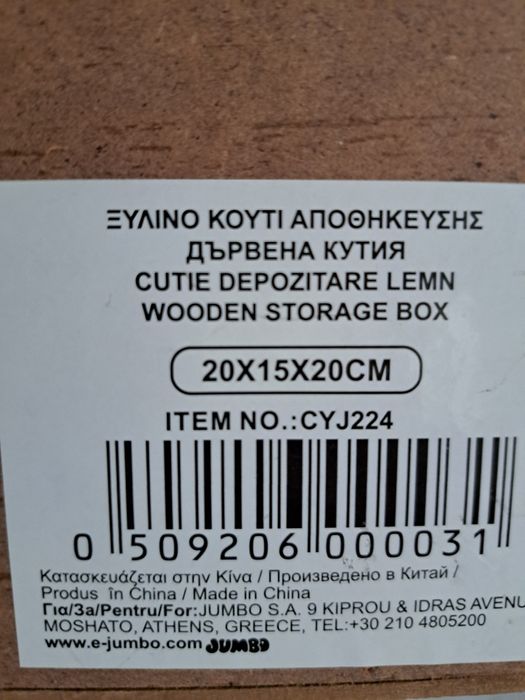 ΞΥΛΙΝΟ ΚΟΥΤΙ ΑΠΟΘΗΚΕΥΣΗΣ
ДЪРВЕНА КУТИЯ
CUTIE DEPOZITARE LEMN
WOODEN STORAGE BOX
20X15X20CM
ITEM NO.:CYJ224
0 509206 000031
Κατασκευάζεται στην Κίνα / Произведено в Китай /
Produs în China / Made in China
Για/За/Pentru/For:JUMBO S.A. 9 KIPROU & IDRAS AVENU
MOSHATO, ATHENS, GREECE, TEL:+30 210 4805200
www.e-jumbo.com JUMBO